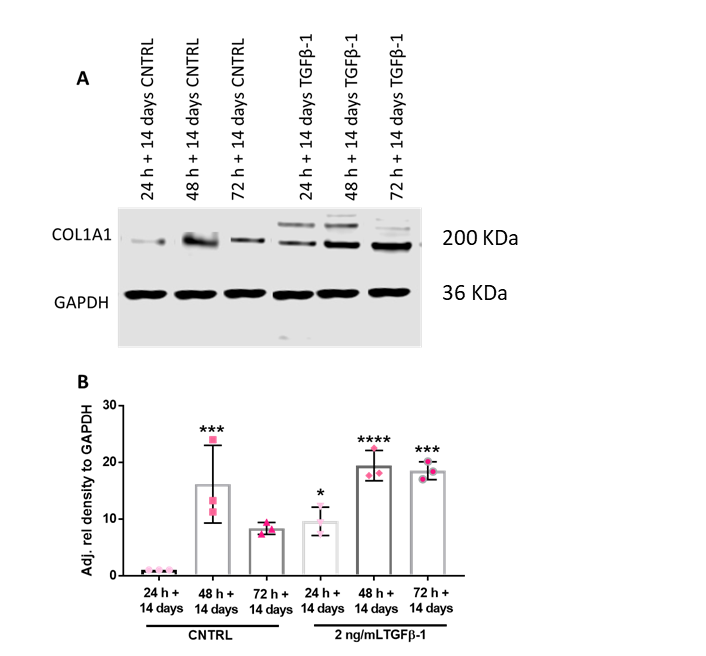 A
24 h + 14 days CNTRL
48 h + 14 days CNTRL
72 h + 14 days CNTRL
24 h + 14 days TGFβ-1
48 h + 14 days TGFβ-1
72 h + 14 days TGFβ-1
COL1A1
200 KDa
GAPDH
36 KDa
B
Adj. rel density to GAPDH
30
20
10
0
***
*
****
***
24 h +
14 days
48 h +
14 days
72 h +
14 days
24 h +
14 days
48 h +
14 days
72 h +
14 days
CNTRL
2 ng/mLTGFβ-1